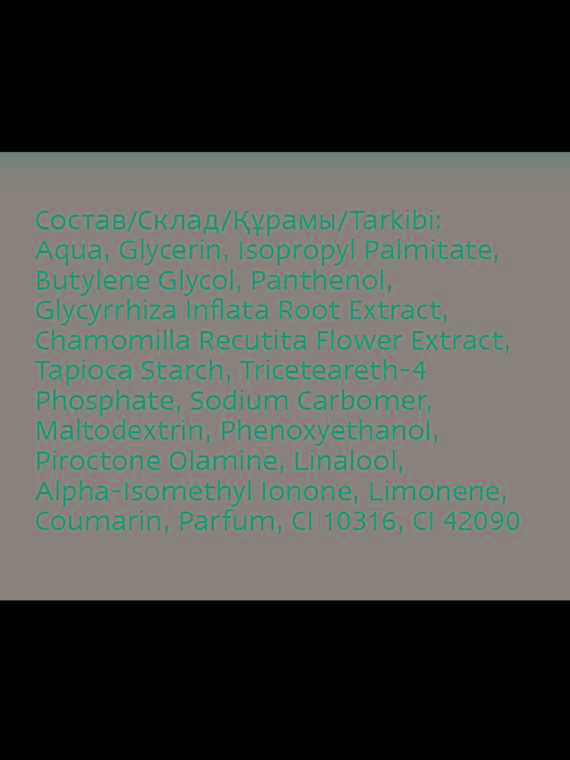 Состав/Склад/Құрамы/Tarkibi:
Aqua, Glycerin, Isopropyl Palmitate,
Butylene Glycol, Panthenol,
Glycyrrhiza Inflata Root Extract,
Chamomilla Recutita Flower Extract,
Tapioca Starch, Triceteareth-4
Phosphate, Sodium Carbomer,
Maltodextrin, Phenoxyethanol,
Piroctone Olamine, Linalool,
Alpha-Isomethyl Ionone, Limonene,
Coumarin, Parfum, CI 10316, CI 42090